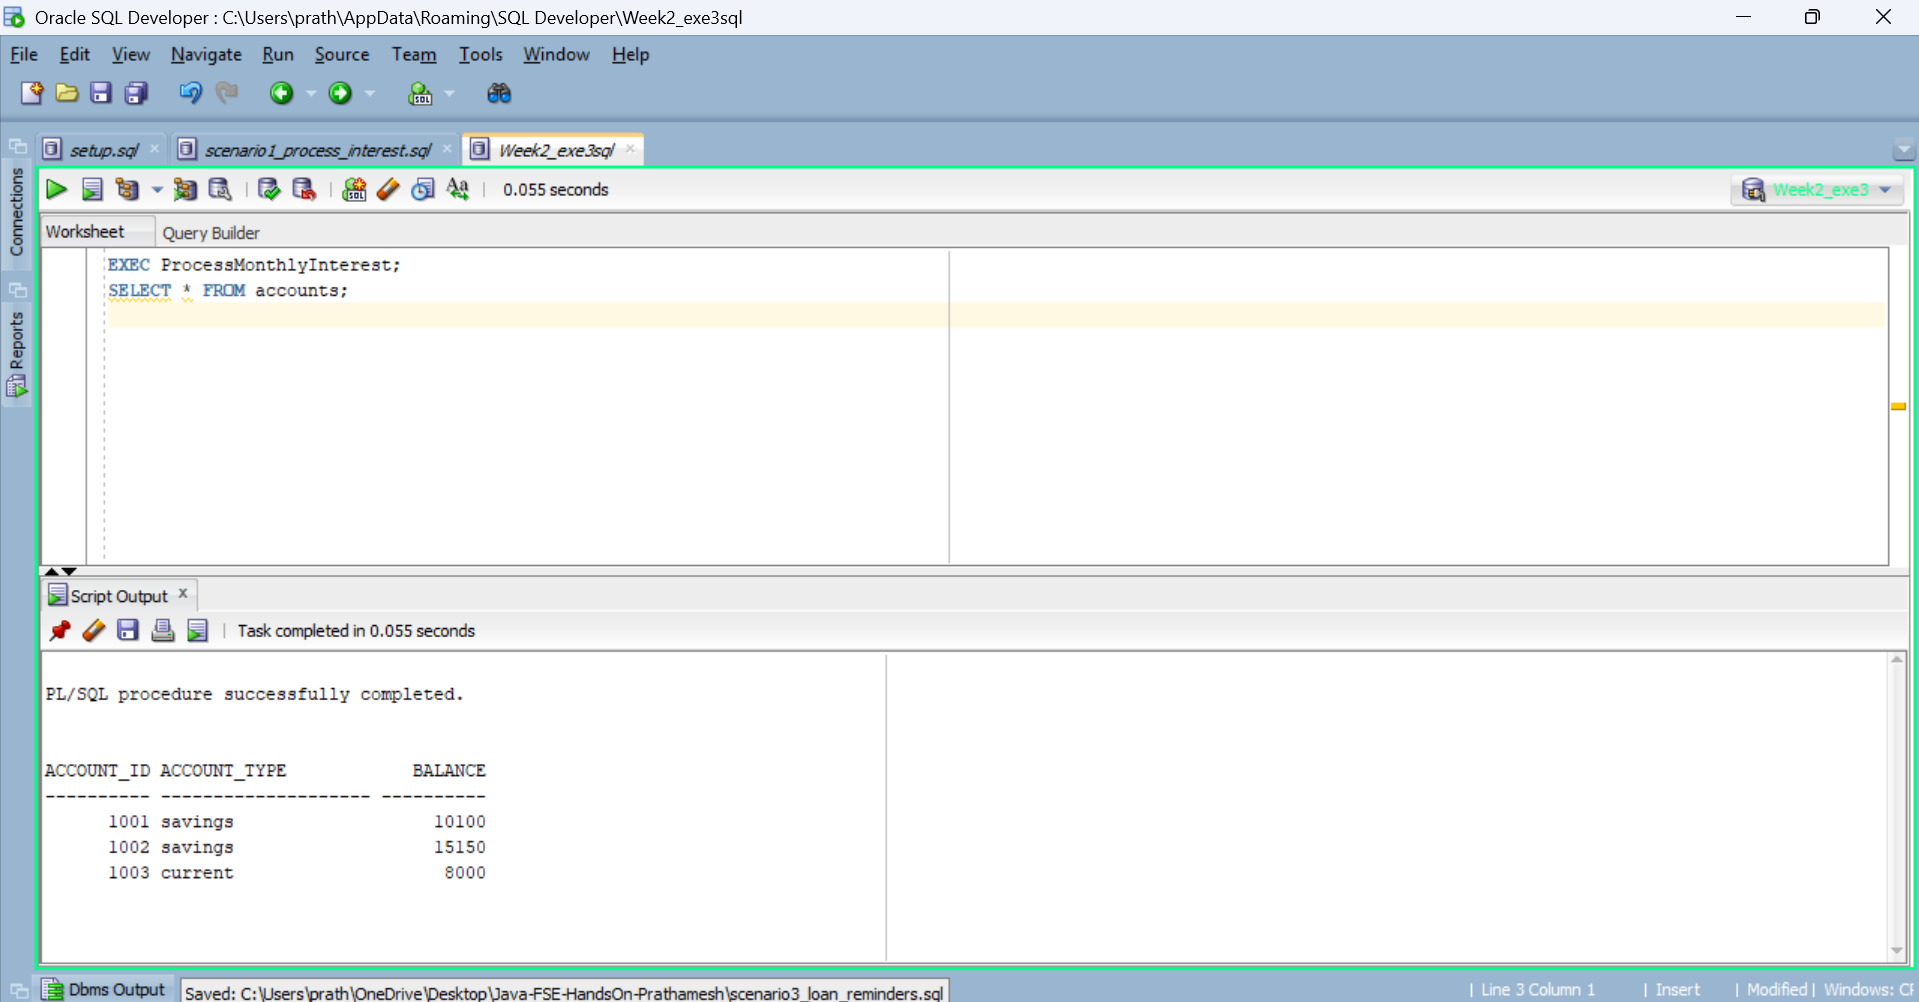 Oracle SQL Developer : C:\Users\prath\AppData\Roaming\SQL Developer\Week2_exe3sql
File Edit View Navigate Run Source Team Tools Window Help
setup.sql scenario1_process_interest.sql Week2_exe3sql
Connections
Reports
0.055 seconds
Week2_exe3
Worksheet Query Builder
EXEC ProcessMonthlyInterest;
SELECT * FROM accounts;
Script Output
Task completed in 0.055 seconds
PL/SQL procedure successfully completed.
ACCOUNT_ID ACCOUNT_TYPE BALANCE
---------- -------------------- ----------
1001 savings 10100
1002 savings 15150
1003 current 8000
Dbms Output
Saved: C:\Users\prath\OneDrive\Desktop\Java-FSE-HandsOn-Prathamesh\scenario3_loan_reminders.sql
| Line 3 Column 1 | Insert | Modified | Windows: CF